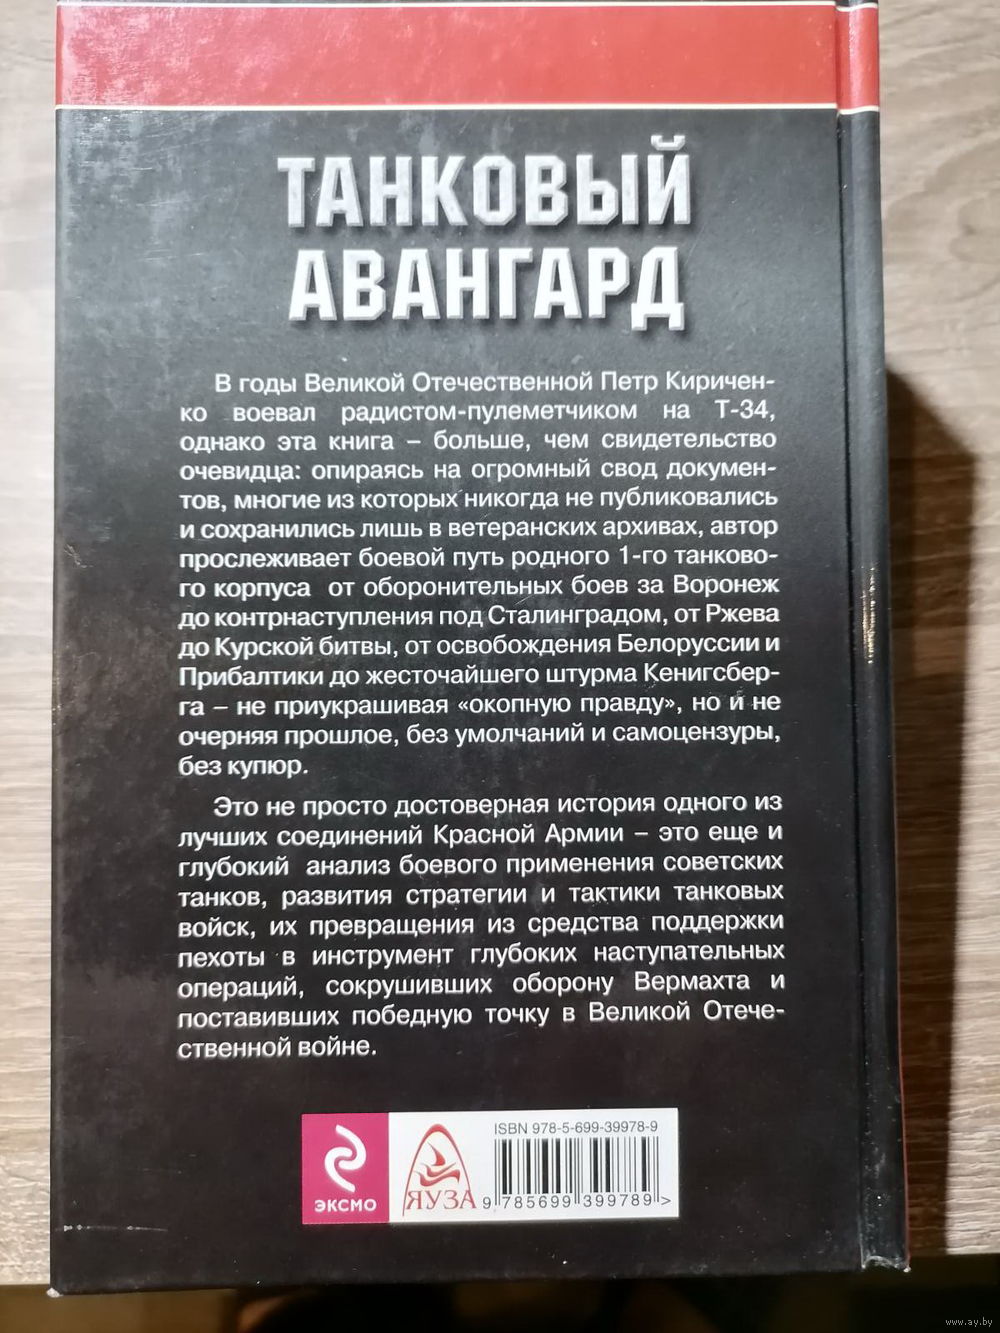 ТАНКОВЫЙ
АВАНГАРД
В годы Великой Отечественной Петр Киричен-
ко воевал радистом-пулеметчиком на Т-34,
однако эта книга – больше, чем свидетельство
очевидца: опираясь на огромный свод докумен-
тов, многие из которых никогда не публиковались
и сохранились лишь в ветеранских архивах, автор
прослеживает боевой путь родного 1-го танково-
го корпуса от оборонительных боев за Воронеж
до контрнаступления под Сталинградом, от Ржева
до Курской битвы, от освобождения Белоруссии и
Прибалтики до жесточайшего штурма Кенигсбер-
га – не приукрашивая «окопную правду», но и не
очерняя прошлое, без умолчаний и самоцензуры,
без купюр.
Это не просто достоверная история одного из
лучших соединений Красной Армии – это еще и
глубокий анализ боевого применения советских
танков, развития стратегии и тактики танковых
войск, их превращения из средства поддержки
пехоты в инструмент глубоких наступательных
операций, сокрушивших оборону Вермахта и
поставивших победную точку в Великой Отече-
ственной войне.
ЭКСМО
ЯУЗА
ISBN 978-5-699-39978-9
9 785699 399789 >
www.ay.by